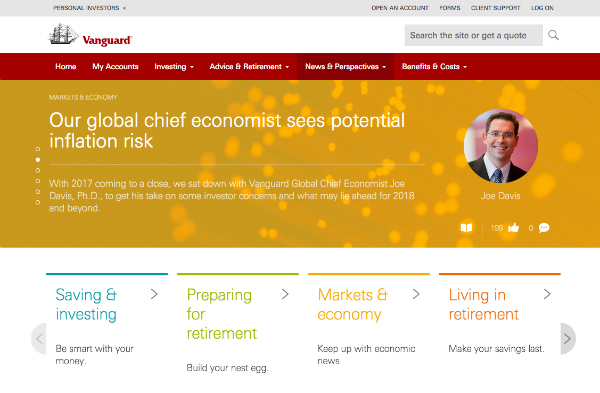 PERSONAL INVESTORS
OPEN AN ACCOUNT FORMS CLIENT SUPPORT LOG ON
Vanguard
Search the site or get a quote
Home My Accounts Investing Advice & Retirement News & Perspectives Benefits & Costs
MARKETS & ECONOMY
Our global chief economist sees potential
inflation risk
With 2017 coming to a close, we sat down with Vanguard Global Chief Economist Joe
Davis, Ph.D., to get his take on some investor concerns and what may lie ahead for 2018
and beyond.
Joe Davis
199 0
Saving &
investing
Be smart with your
money.
Preparing
for
retirement
Build your nest egg.
Markets &
economy
Keep up with economic
news.
Living in
retirement
Make your savings last.